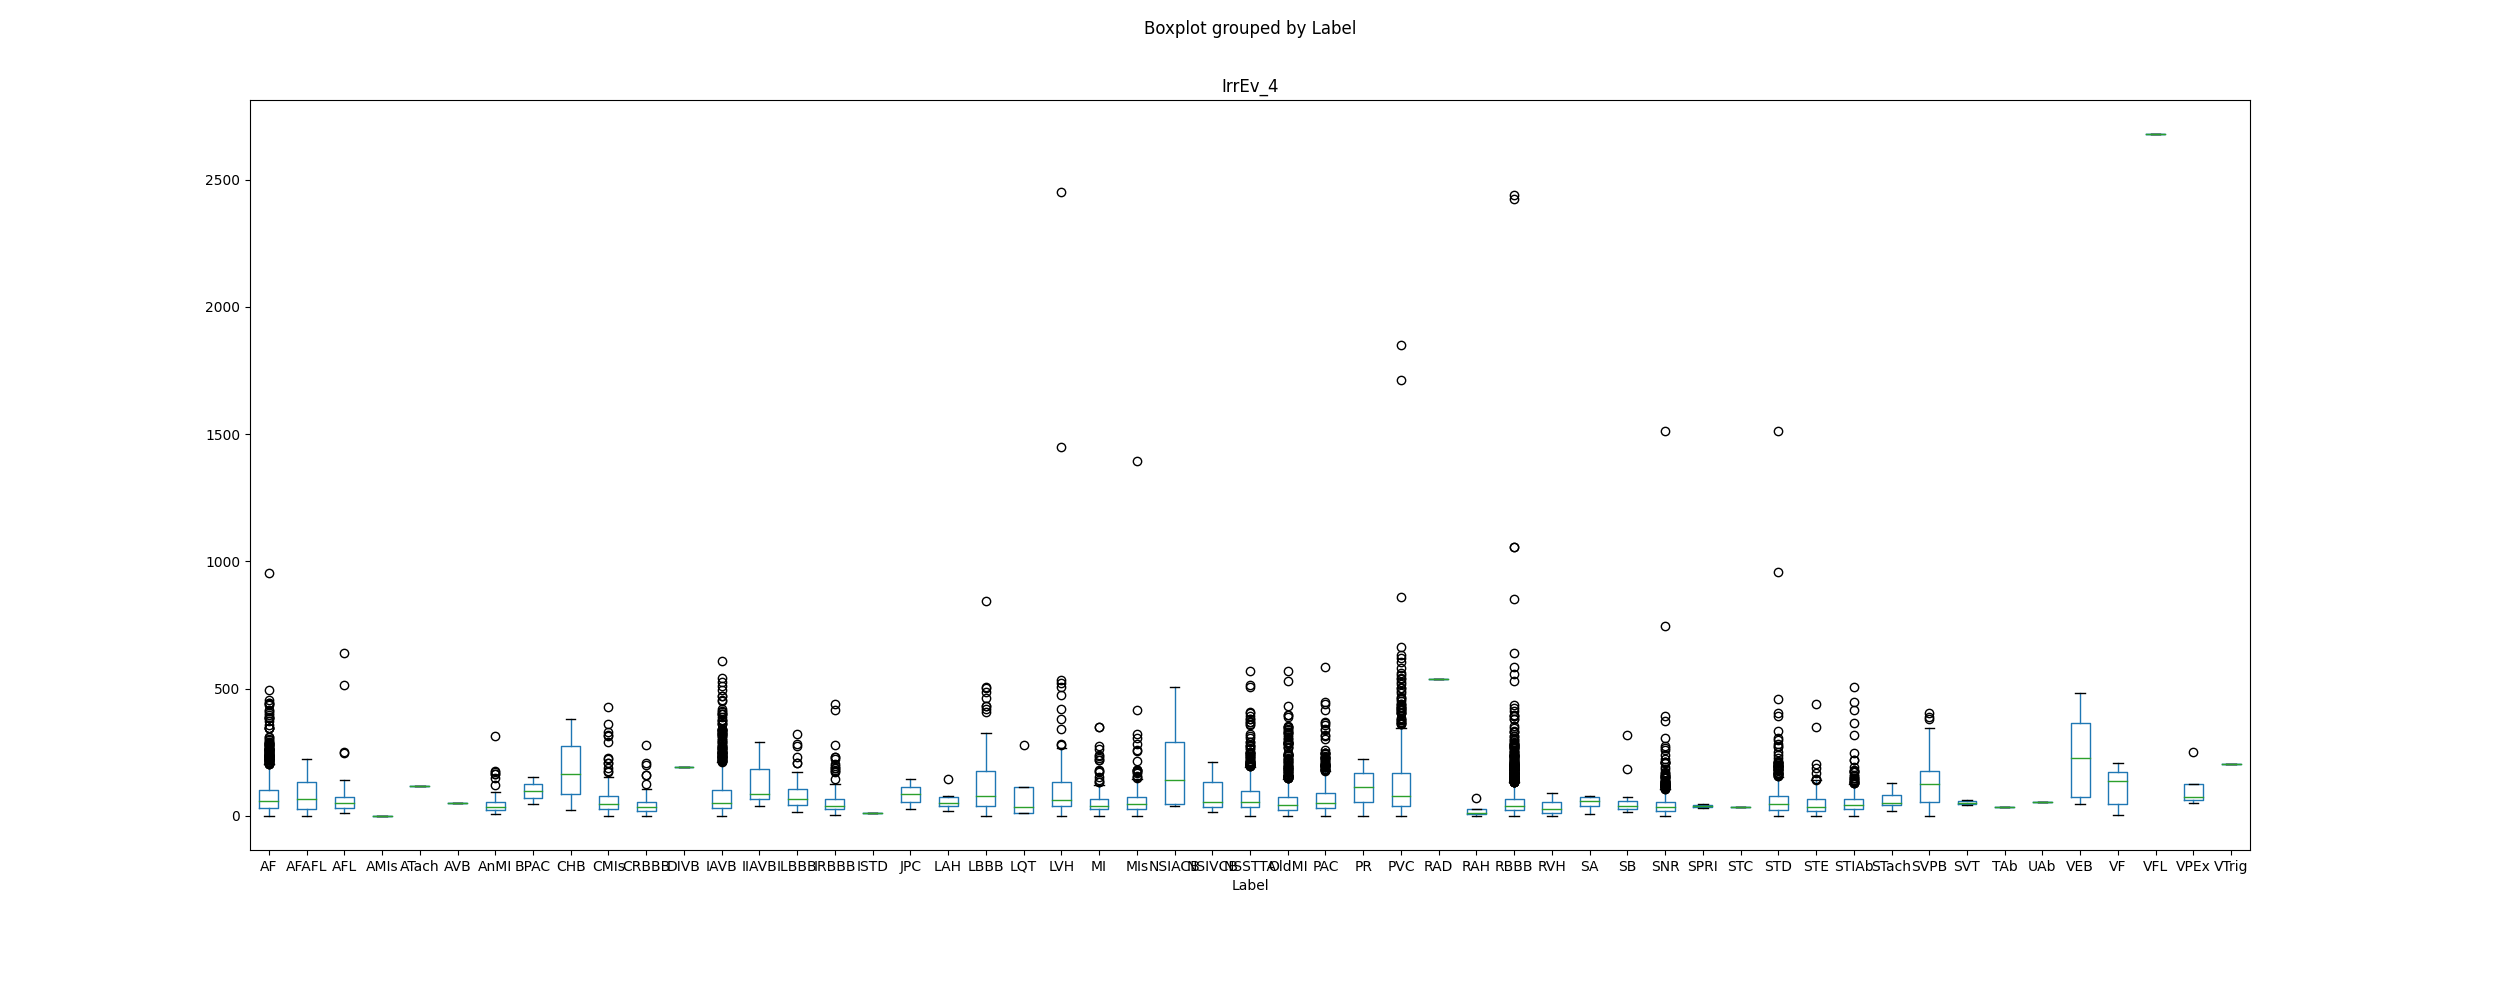 Boxplot grouped by Label
IrrEv_4
2500
2000
1500
1000
500
0
AF AFAFL AFL AMIs ATach AVB AnMI BPAC CHB CMIs CRBBB DIVB IAVB IIAVB ILBBB IRBBB ISTD JPC LAH LBBB LQT LVH MI MIs NSIACB NSIVCB NSSTTA OldMI PAC PR PVC RAD RAH RBBB RVH SA SB SNR SPRI STC STD STE STIAb STach SVPB SVT TAb UAb VEB VF VFL VPEx VTrig
Label